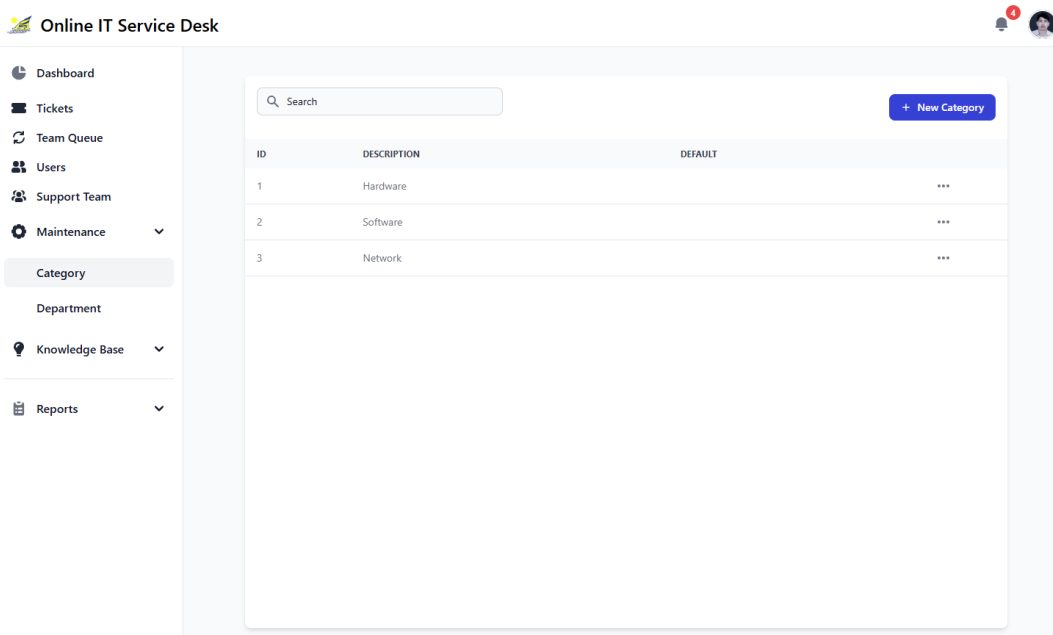 Online IT Service Desk
4
Dashboard
Tickets
Team Queue
Users
Support Team
Maintenance
Category
Department
Knowledge Base
Reports
Search
+ New Category
ID DESCRIPTION DEFAULT
1 Hardware
2 Software
3 Network